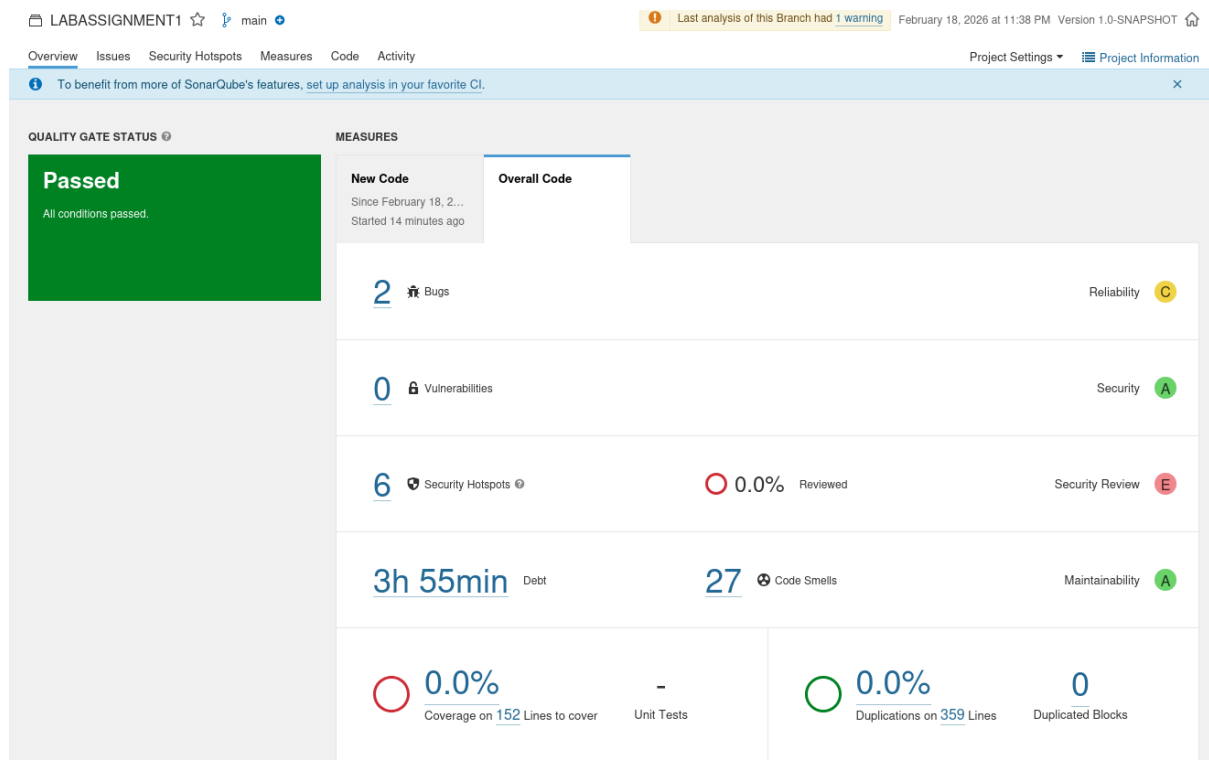 LABASSIGNMENT1 main Last analysis of this Branch had 1 warning February 18, 2026 at 11:38 PM Version 1.0-SNAPSHOT
Overview Issues Security Hotspots Measures Code Activity Project Settings Project Information
To benefit from more of SonarQube's features, set up analysis in your favorite CI.
QUALITY GATE STATUS
Passed
All conditions passed.
MEASURES
New Code
Since February 18, 2...
Started 14 minutes ago
Overall Code
2 Bugs Reliability C
0 Vulnerabilities Security A
6 Security Hotspots 0.0% Reviewed Security Review E
3h 55min Debt 27 Code Smells Maintainability A
0.0%
Coverage on 152 Lines to cover
-
Unit Tests
0.0%
Duplications on 359 Lines
0
Duplicated Blocks